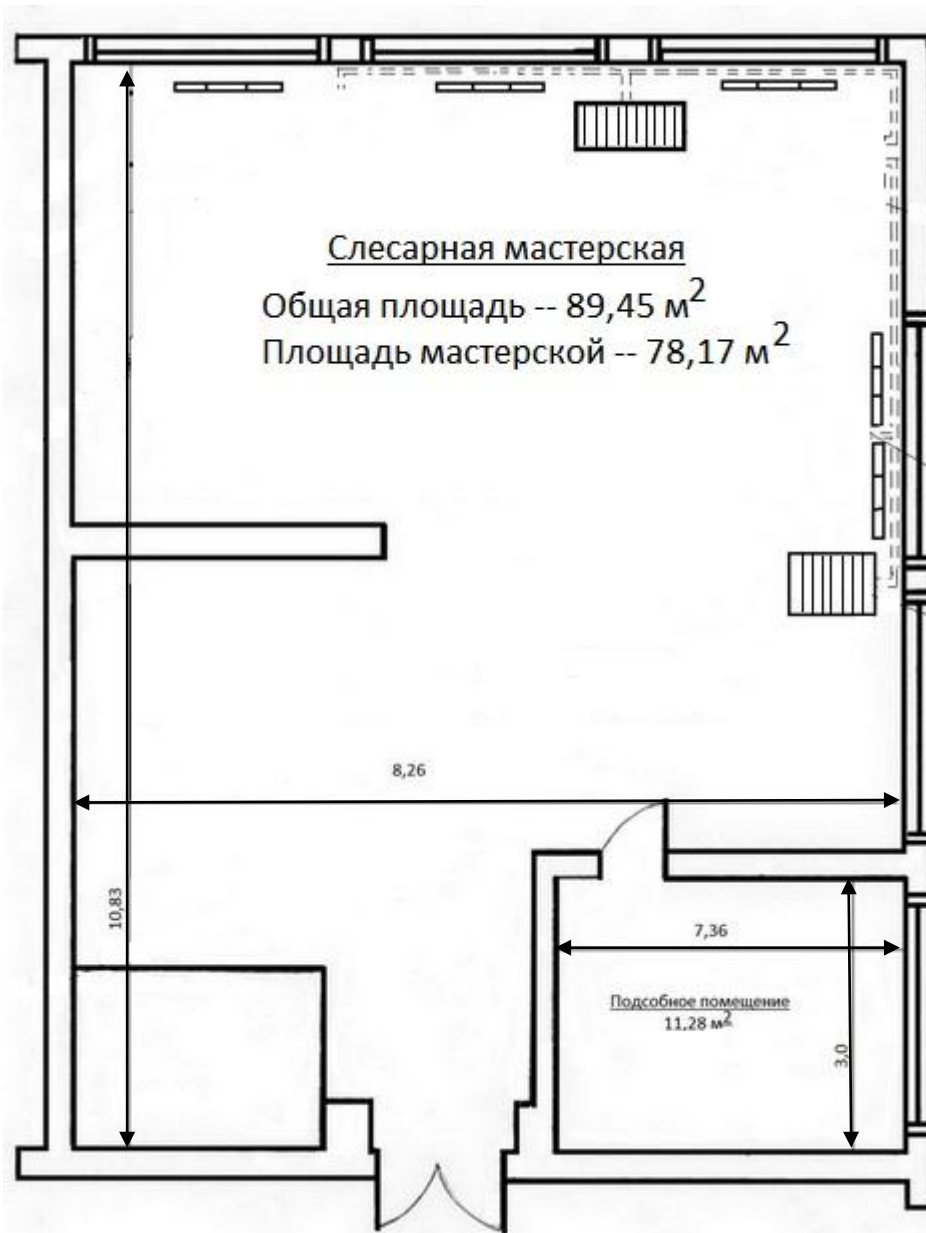 Слесарная мастерская
Общая площадь -- 89,45 м²
Площадь мастерской -- 78,17 м²
8,26
10,83
7,36
Подсобное помещение
11,28 м²
3,0